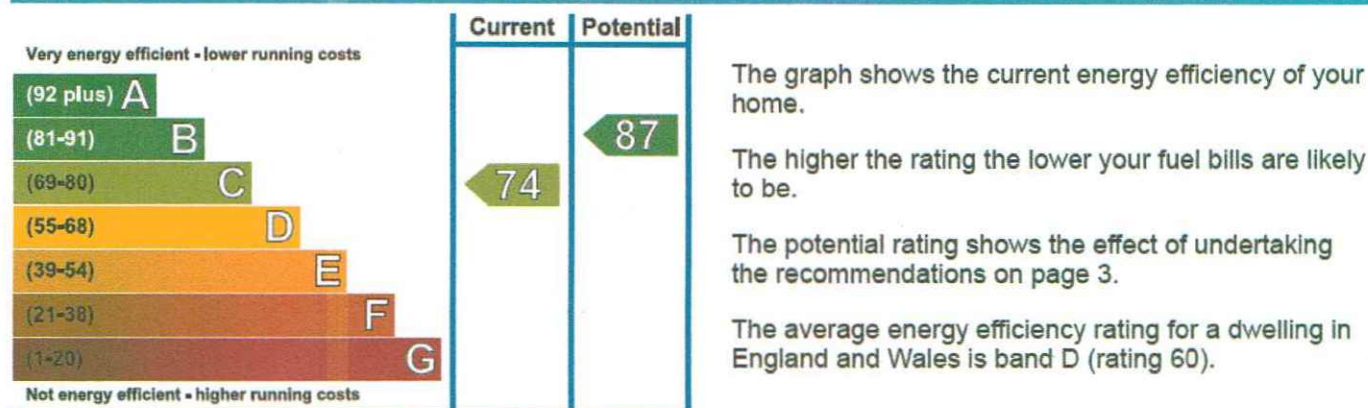 Current Potential
Very energy efficient - lower running costs
(92 plus) A
(81-91) B
87
(69-80) C
74
(55-68) D
(39-54) E
(21-38) F
(1-20) G
Not energy efficient - higher running costs
The graph shows the current energy efficiency of your
home.
The higher the rating the lower your fuel bills are likely
to be.
The potential rating shows the effect of undertaking
the recommendations on page 3.
The average energy efficiency rating for a dwelling in
England and Wales is band D (rating 60).